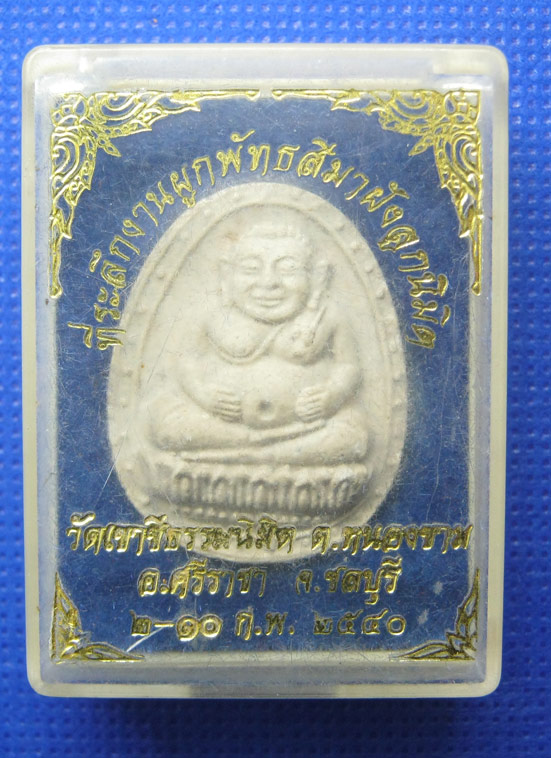 ที่ระลึกงานผูกพัทธสีมาฝังลูกนิมิต
วัดเขาชีธรรมนิมิต ต.หนองขาม
อ.ศรีราชา จ.ชลบุรี
๒-๑๐ ก.พ. ๒๕๔๐